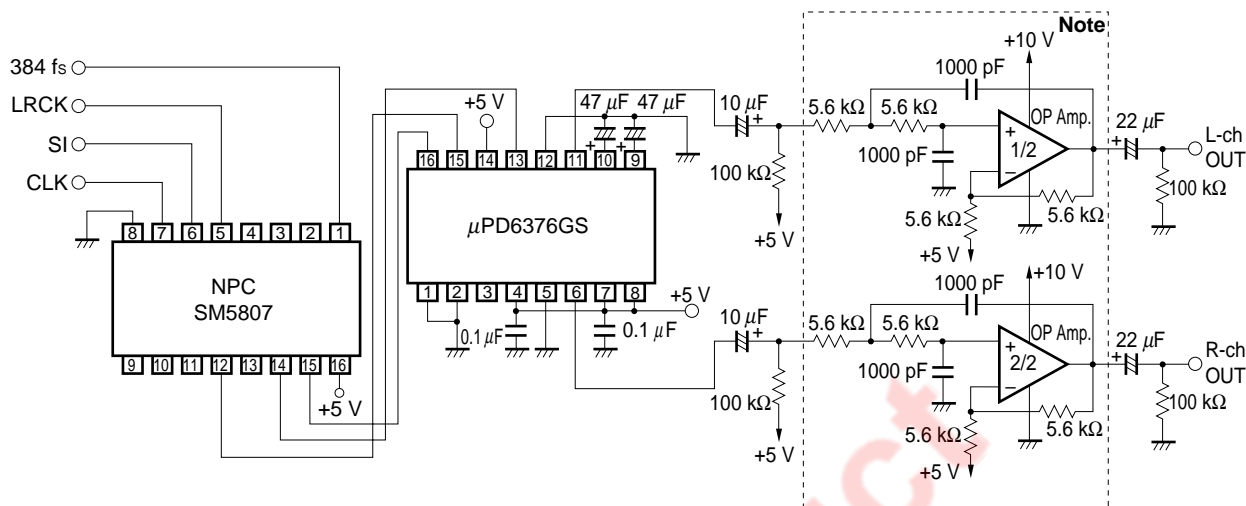 Note
+10 V
384 fs
LRCK
SI
CLK
+5 V
47 µF 47 µF
10 µF
+
5.6 kΩ
5.6 kΩ
1000 pF
1000 pF
OP Amp.
+
1/2
−
22 µF
+
L-ch
OUT
100 kΩ
100 kΩ
5.6 kΩ
5.6 kΩ
+5 V
+5 V
16 15 14 13 12 11 10 9
+ +
µPD6376GS
1 2 3 4 5 6 7 8
+5 V
0.1 µF
0.1 µF
8 7 6 5 4 3 2 1
NPC
SM5807
9 10 11 12 13 14 15 16
+5 V
+10 V
10 µF
+
5.6 kΩ
5.6 kΩ
1000 pF
1000 pF
OP Amp.
+
2/2
−
22 µF
+
R-ch
OUT
100 kΩ
100 kΩ
5.6 kΩ
5.6 kΩ
+5 V
+5 V